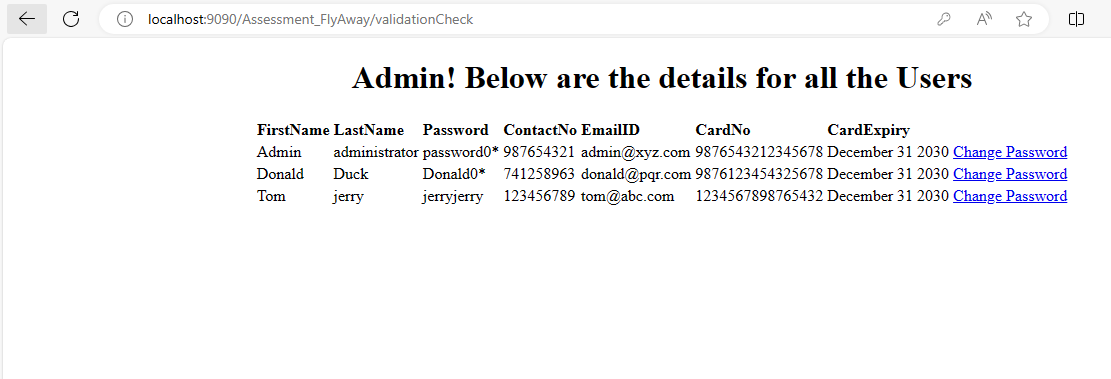 localhost:9090/Assessment_FlyAway/validationCheck
Admin! Below are the details for all the Users
FirstName LastName Password ContactNo EmailID CardNo CardExpiry
Admin administrator password0* 987654321 admin@xyz.com 9876543212345678 December 31 2030 Change Password
Donald Duck Donald0* 741258963 donald@pqr.com 9876123454325678 December 31 2030 Change Password
Tom jerry jerryjerry 123456789 tom@abc.com 1234567898765432 December 31 2030 Change Password